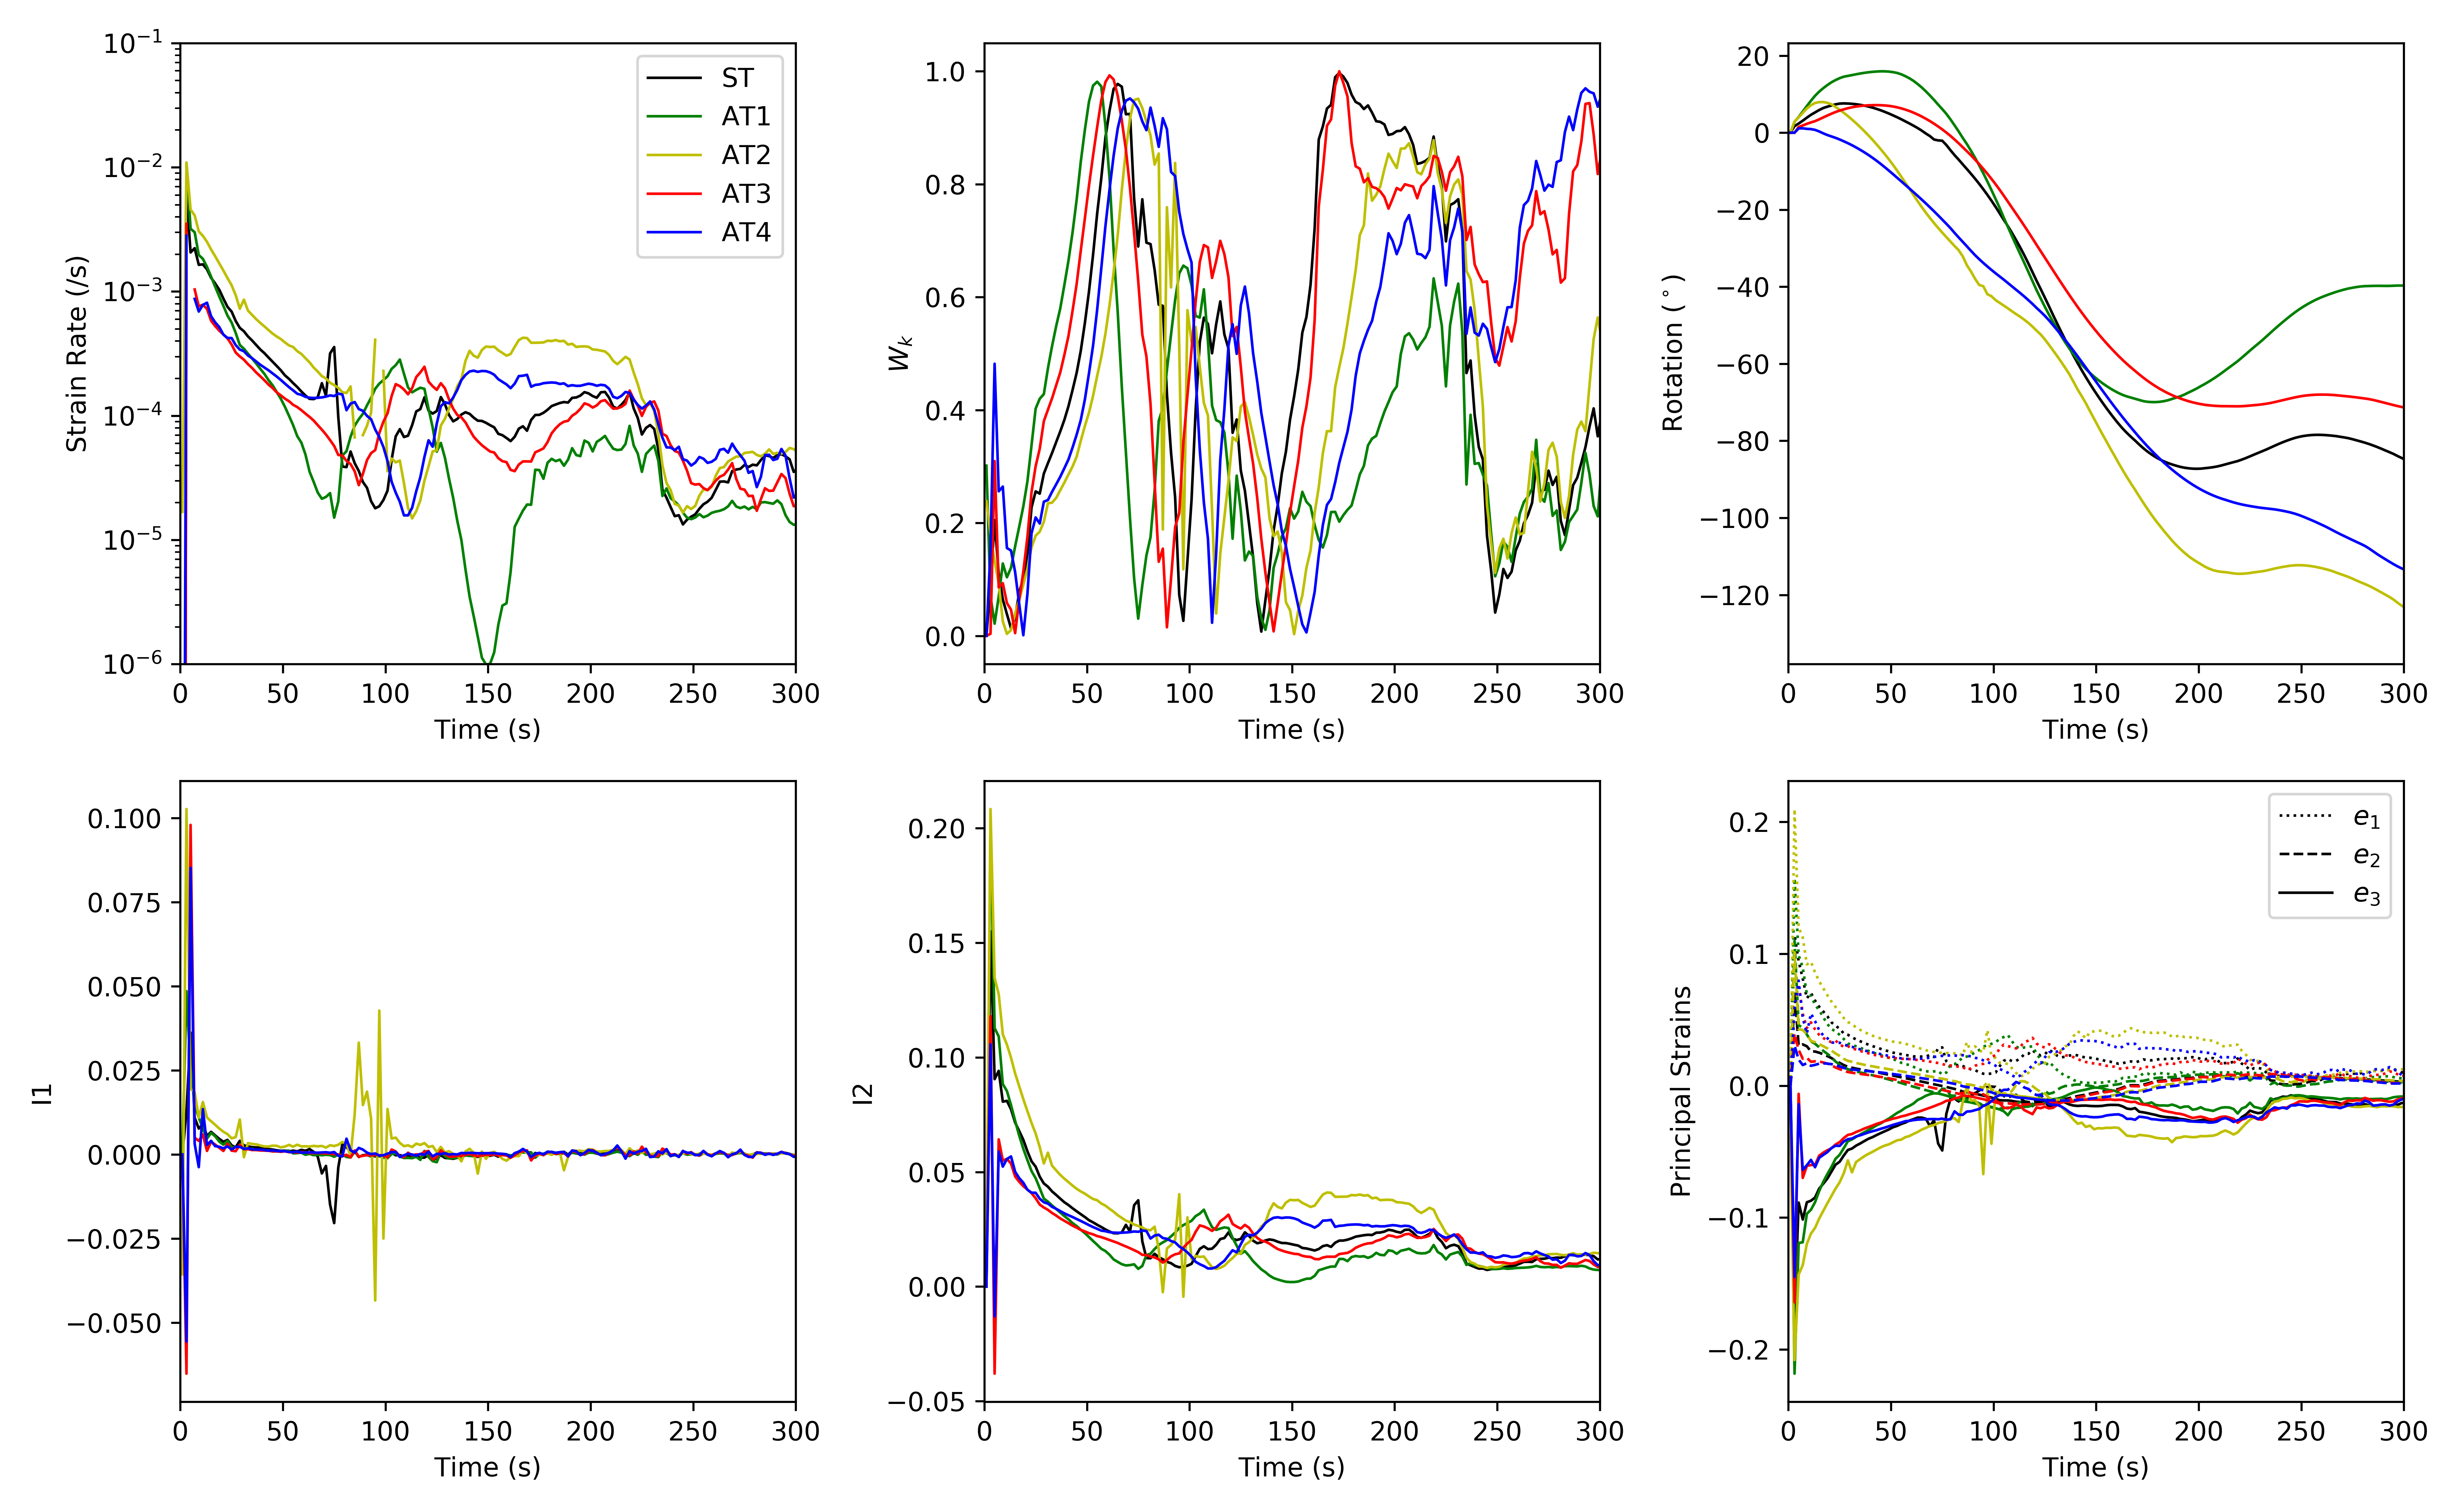 10⁻¹
10⁻²
10⁻³
10⁻⁴
10⁻⁵
10⁻⁶
Strain Rate (/s)
0 50 100 150 200 250 300
Time (s)
ST
AT1
AT2
AT3
AT4
1.0
0.8
0.6
0.4
0.2
0.0
Wₖ
0 50 100 150 200 250 300
Time (s)
20
0
−20
−40
−60
−80
−100
−120
Rotation (°)
0 50 100 150 200 250 300
Time (s)
0.100
0.075
0.050
0.025
0.000
−0.025
−0.050
I1
0 50 100 150 200 250 300
Time (s)
0.20
0.15
0.10
0.05
0.00
−0.05
I2
0 50 100 150 200 250 300
Time (s)
0.2
0.1
0.0
−0.1
−0.2
Principal Strains
e₁
e₂
e₃
0 50 100 150 200 250 300
Time (s)